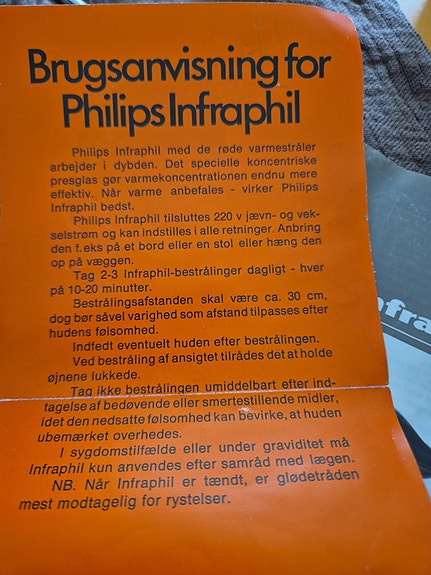 Brugsanvisning for
Philips Infraphil
Philips Infraphil med de røde varmestråler
arbejder i dybden. Det specielle koncentriske
presglas gør varmekoncentrationen endnu mere
effektiv. Når varme anbefales - virker Philips
Infraphil bedst.
Philips Infraphil tilsluttes 220 v jævn- og vek-
selstrøm og kan indstilles i alle retninger. Anbring
den f.eks på et bord eller en stol eller hæng den
op på væggen.
Tag 2-3 Infraphil-bestrålinger dagligt - hver
på 10-20 minutter.
Bestrålingsafstanden skal være ca. 30 cm,
dog bør såvel varighed som afstand tilpasses efter
hudens følsomhed.
Indfedt eventuelt huden efter bestrålingen.
Ved bestråling af ansigtet tilrådes det at holde
øjnene lukkede.
Tag ikke bestrålingen umiddelbart efter ind-
tagelse af bedøvende eller smertestillende midler,
idet den nedsatte følsomhed kan bevirke, at huden
ubemærket overhedes.
I sygdomstilfælde eller under graviditet må
Infraphil kun anvendes efter samråd med lægen.
NB. Når Infraphil er tændt, er glødetråden
mest modtagelig for rystelser.